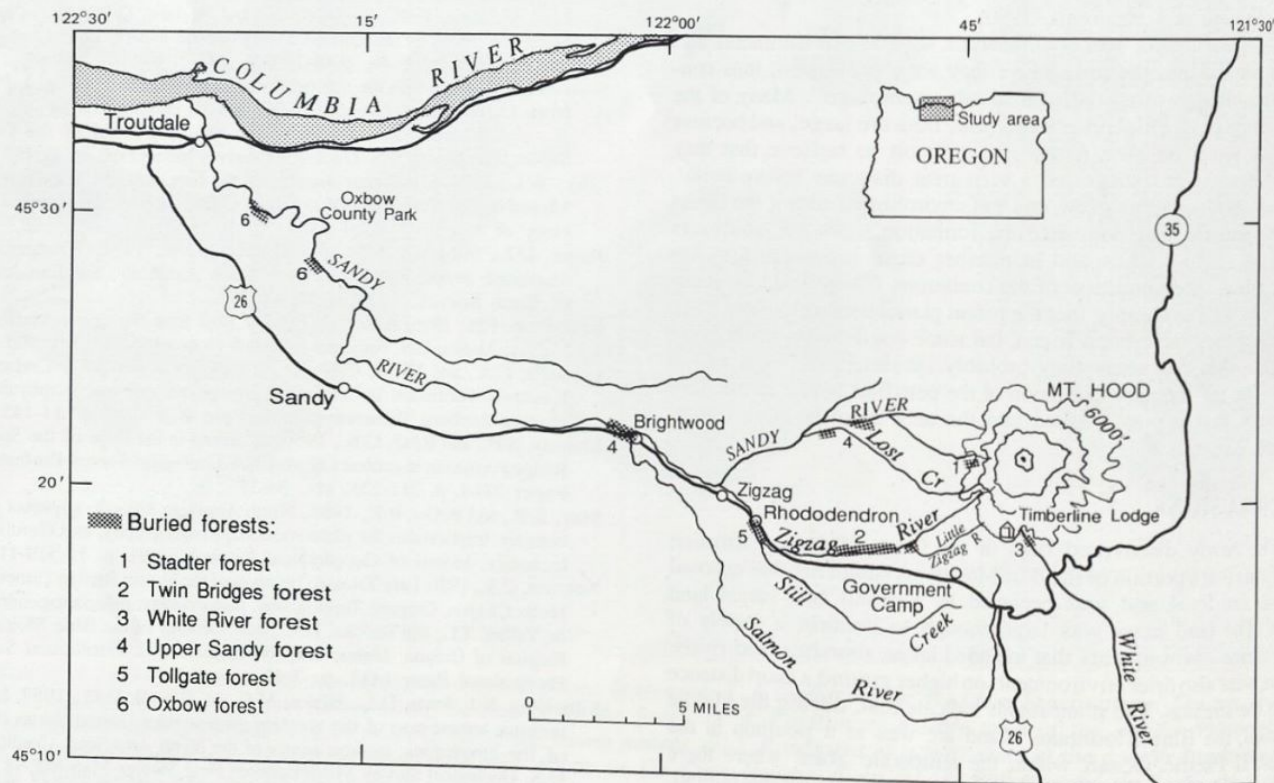 122°30'
15'
122°00'
45'
121°30'
COLUMBIA RIVER
Troutdale
Study area
OREGON
45°30'
Oxbow
County Park
6
35
6
SANDY
26
RIVER
Sandy
MT. HOOD
6000'
Brightwood
4
SANDY
RIVER
4
Lost
Cr
1
20'
Zigzag
Rhododendron
5
Zigzag
2
River
Little
Zigzag R
Timberline Lodge
3
Buried forests:
1 Stadter forest
2 Twin Bridges forest
3 White River forest
4 Upper Sandy forest
5 Tollgate forest
6 Oxbow forest
Government
Camp
Still
Creek
Salmon
River
White
River
0 5 MILES
26
45°10'